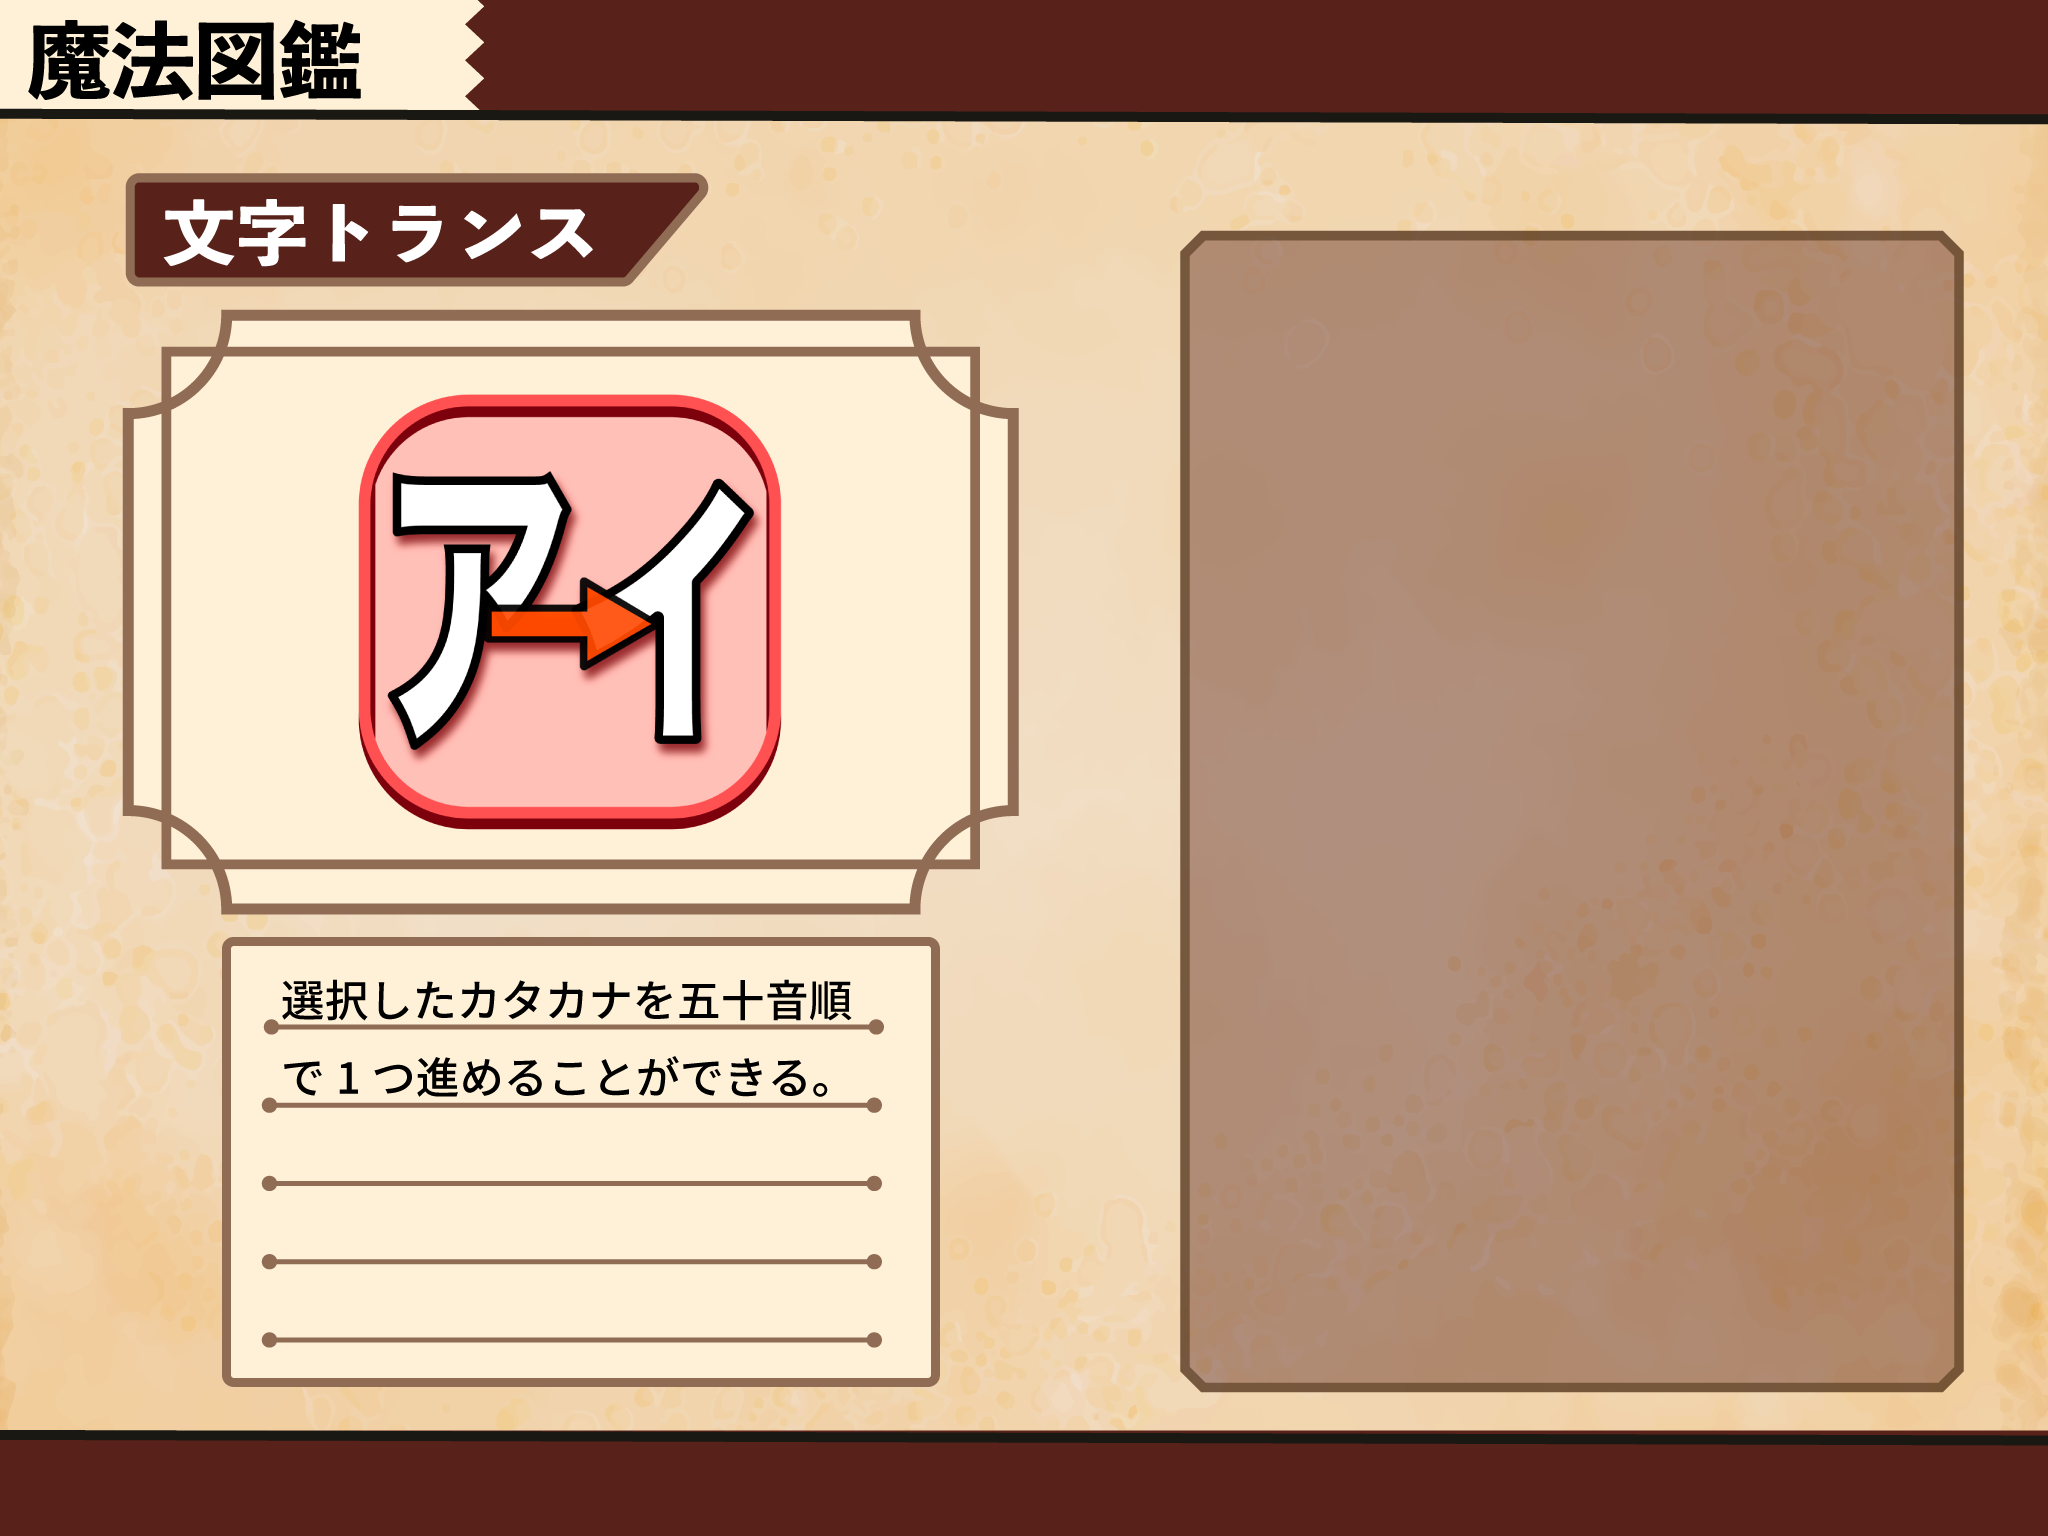 魔法図鑑
文字トランス
アイ
選択したカタカナを五十音順
で1つ進めることができる。